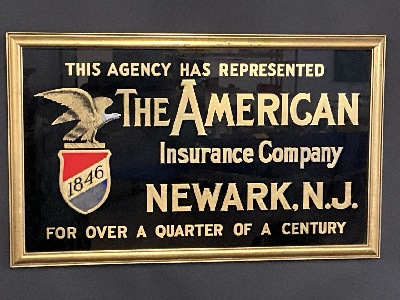 THIS AGENCY HAS REPRESENTED
THE AMERICAN
Insurance Company
1846
NEWARK, N.J.
FOR OVER A QUARTER OF A CENTURY